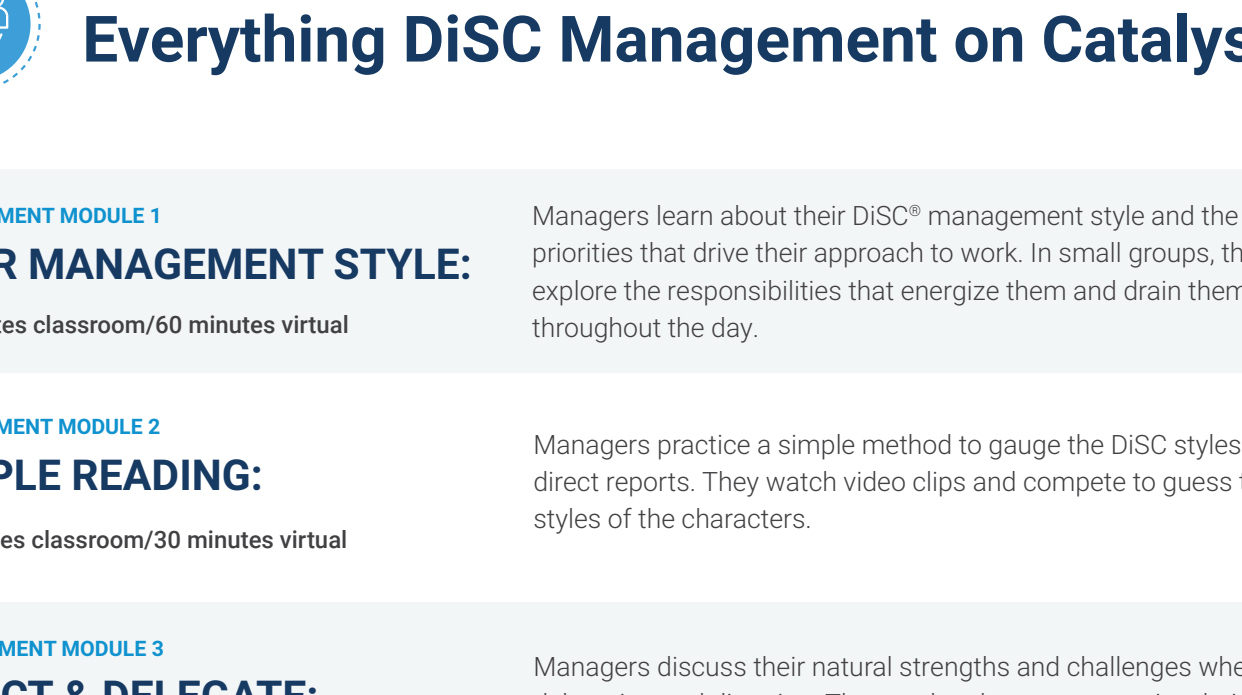 Everything DiSC Management on Catalys
MENT MODULE 1
R MANAGEMENT STYLE:
tes classroom/60 minutes virtual
Managers learn about their DiSC® management style and the
priorities that drive their approach to work. In small groups, th
explore the responsibilities that energize them and drain them
throughout the day.
MENT MODULE 2
PLE READING:
es classroom/30 minutes virtual
Managers practice a simple method to gauge the DiSC styles
direct reports. They watch video clips and compete to guess t
styles of the characters.
MENT MODULE 3
CT & DELEGATE:
Managers discuss their natural strengths and challenges whe